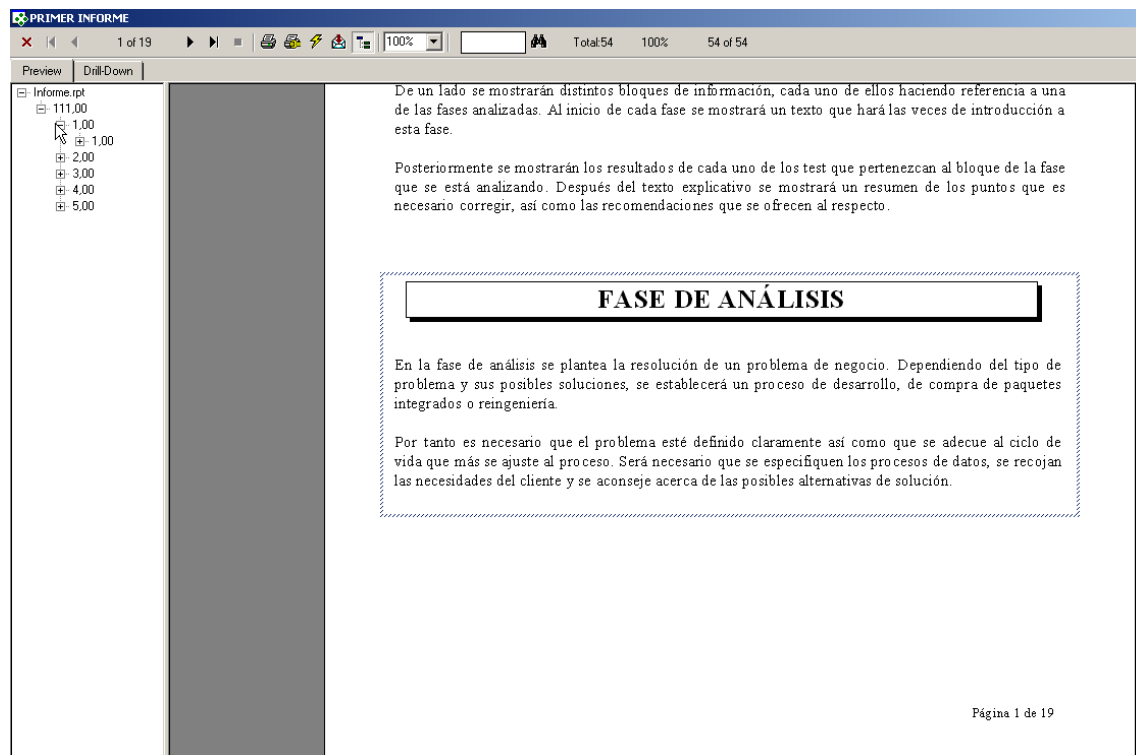 PRIMER INFORME
1 of 19 100% Total:54 100% 54 of 54
Preview Drill-Down
Informe.rpt
111,00
1,00
1,00
2,00
3,00
4,00
5,00
De un lado se mostrarán distintos bloques de información, cada uno de ellos haciendo referencia a una
de las fases analizadas. Al inicio de cada fase se mostrará un texto que hará las veces de introducción a
esta fase.
Posteriormente se mostrarán los resultados de cada uno de los test que pertenezcan al bloque de la fase
que se está analizando. Después del texto explicativo se mostrará un resumen de los puntos que es
necesario corregir, así como las recomendaciones que se ofrecen al respecto.
FASE DE ANÁLISIS
En la fase de análisis se plantea la resolución de un problema de negocio. Dependiendo del tipo de
problema y sus posibles soluciones, se establecerá un proceso de desarrollo, de compra de paquetes
integrados o reingeniería.
Por tanto es necesario que el problema esté definido claramente así como que se adecue al ciclo de
vida que más se ajuste al proceso. Será necesario que se especifiquen los procesos de datos, se recojan
las necesidades del cliente y se aconseje acerca de las posibles alternativas de solución.
Página 1 de 19